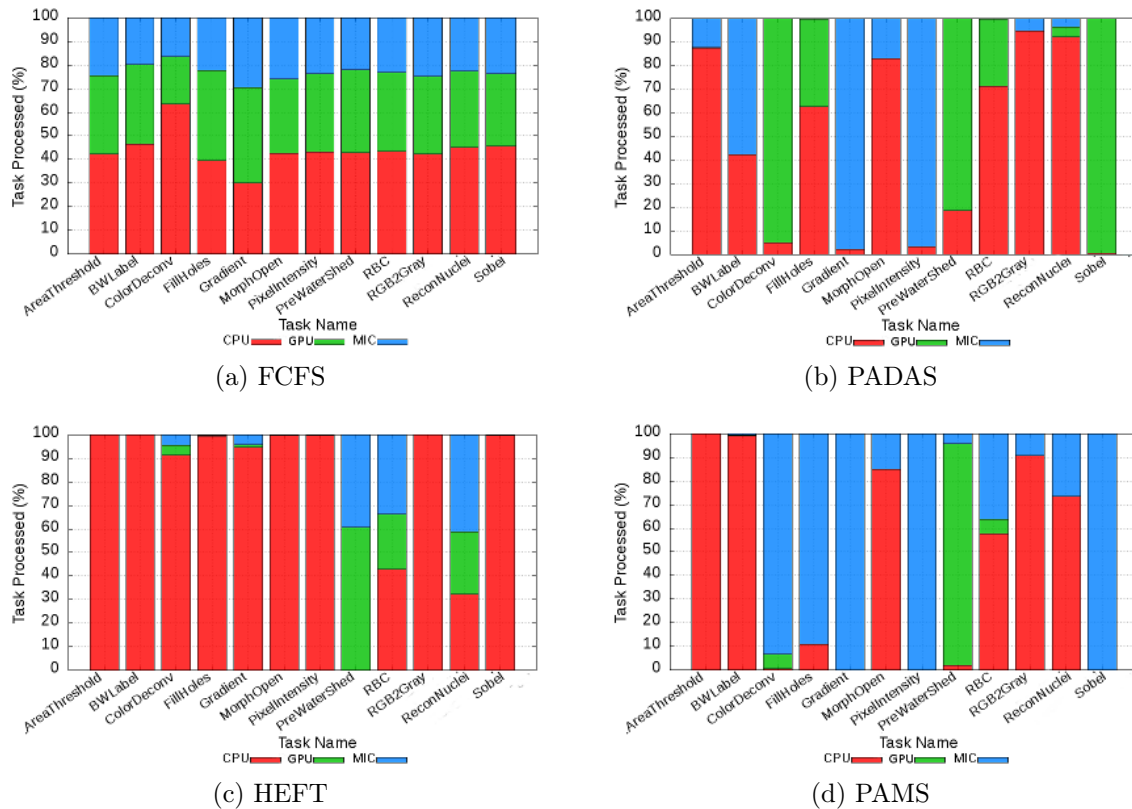 Task Processed (%)
100
90
80
70
60
50
40
30
20
10
0
AreaThreshold
BWLabel
ColorDeconv
FillHoles
Gradient
MorphOpen
PixelIntensity
PreWaterShed
RBC
RGB2Gray
ReconNuclei
Sobel
Task Name
CPU GPU MIC
(a) FCFS
Task Processed (%)
100
90
80
70
60
50
40
30
20
10
0
AreaThreshold
BWLabel
ColorDeconv
FillHoles
Gradient
MorphOpen
PixelIntensity
PreWaterShed
RBC
RGB2Gray
ReconNuclei
Sobel
Task Name
CPU GPU MIC
(b) PADAS
Task Processed (%)
100
90
80
70
60
50
40
30
20
10
0
AreaThreshold
BWLabel
ColorDeconv
FillHoles
Gradient
MorphOpen
PixelIntensity
PreWaterShed
RBC
RGB2Gray
ReconNuclei
Sobel
Task Name
CPU GPU MIC
(c) HEFT
Task Processed (%)
100
90
80
70
60
50
40
30
20
10
0
AreaThreshold
BWLabel
ColorDeconv
FillHoles
Gradient
MorphOpen
PixelIntensity
PreWaterShed
RBC
RGB2Gray
ReconNuclei
Sobel
Task Name
CPU GPU MIC
(d) PAMS